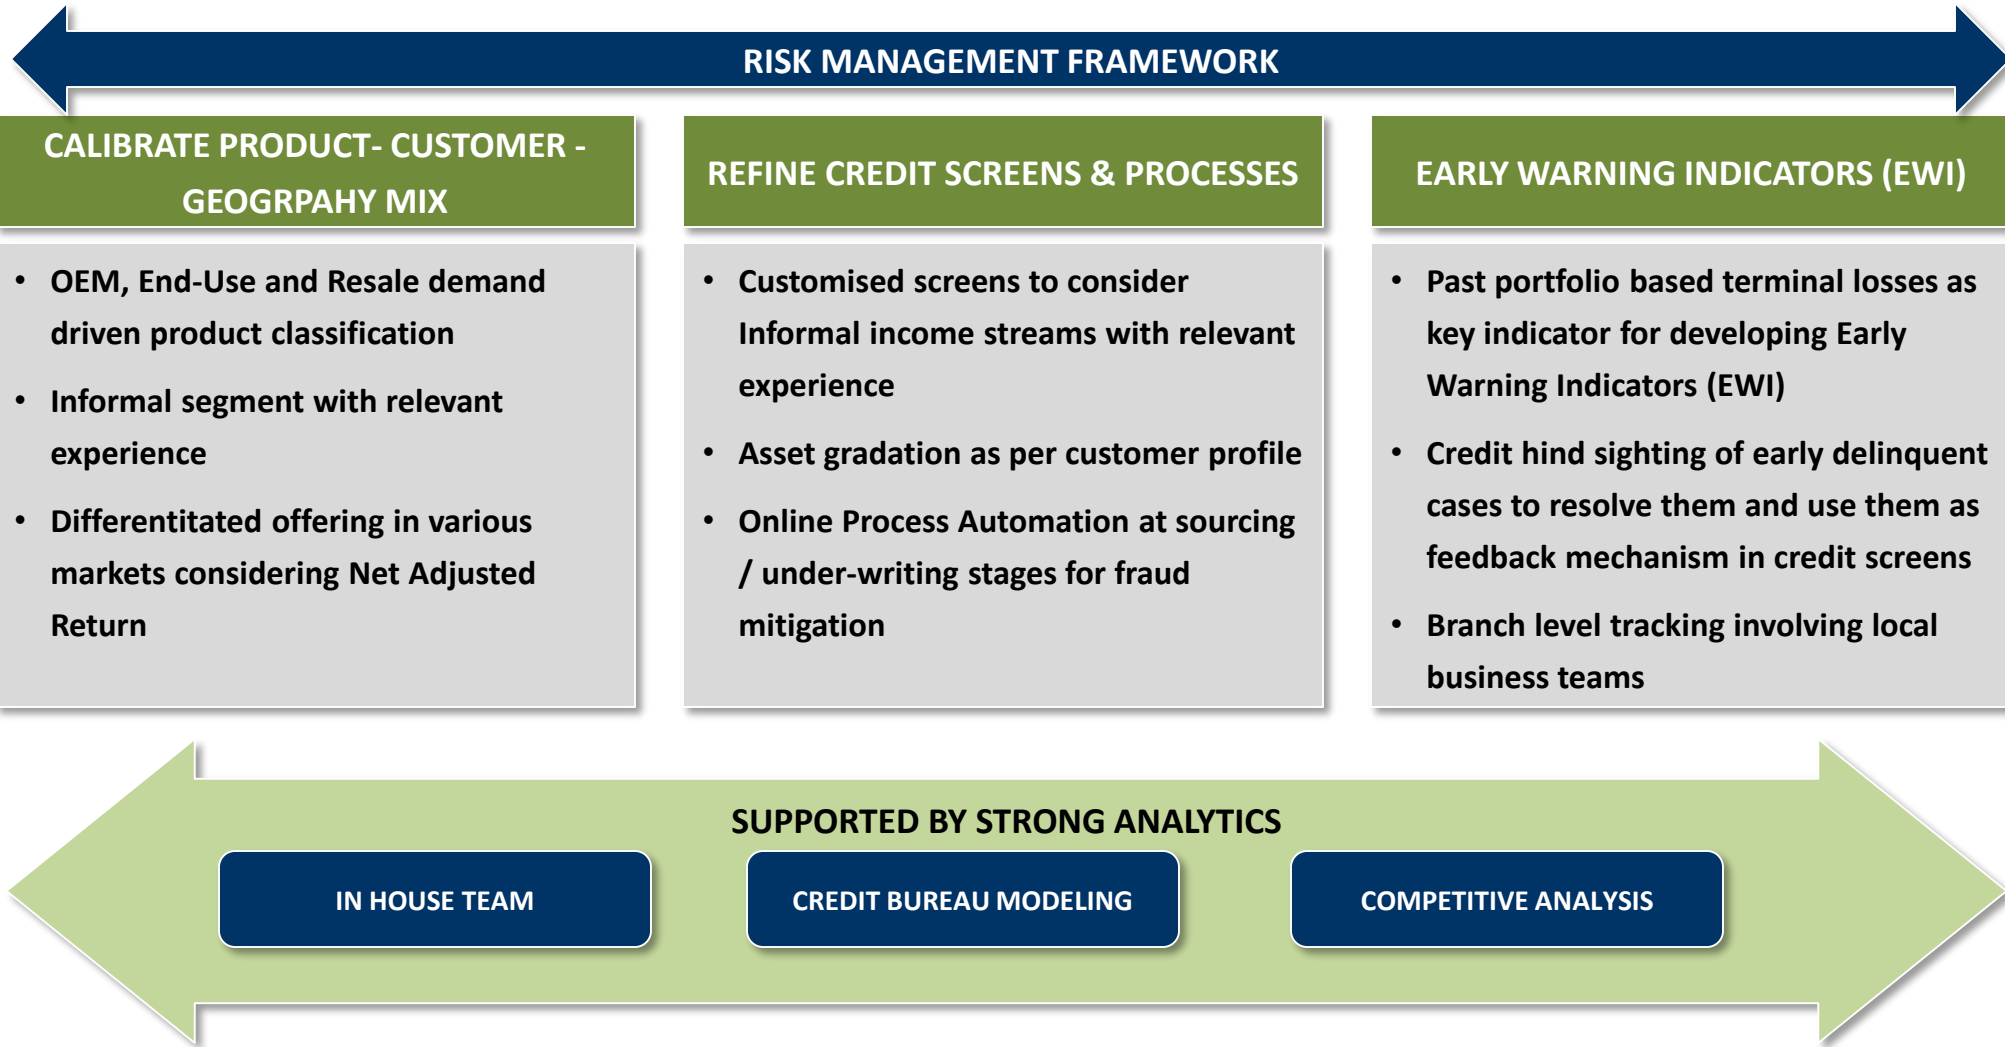 RISK MANAGEMENT FRAMEWORK
CALIBRATE PRODUCT- CUSTOMER -
GEOGRPAHY MIX
• OEM, End-Use and Resale demand
driven product classification
• Informal segment with relevant
experience
• Differentitated offering in various
markets considering Net Adjusted
Return
REFINE CREDIT SCREENS & PROCESSES
• Customised screens to consider
Informal income streams with relevant
experience
• Asset gradation as per customer profile
• Online Process Automation at sourcing
/ under-writing stages for fraud
mitigation
EARLY WARNING INDICATORS (EWI)
• Past portfolio based terminal losses as
key indicator for developing Early
Warning Indicators (EWI)
• Credit hind sighting of early delinquent
cases to resolve them and use them as
feedback mechanism in credit screens
• Branch level tracking involving local
business teams
SUPPORTED BY STRONG ANALYTICS
IN HOUSE TEAM
CREDIT BUREAU MODELING
COMPETITIVE ANALYSIS